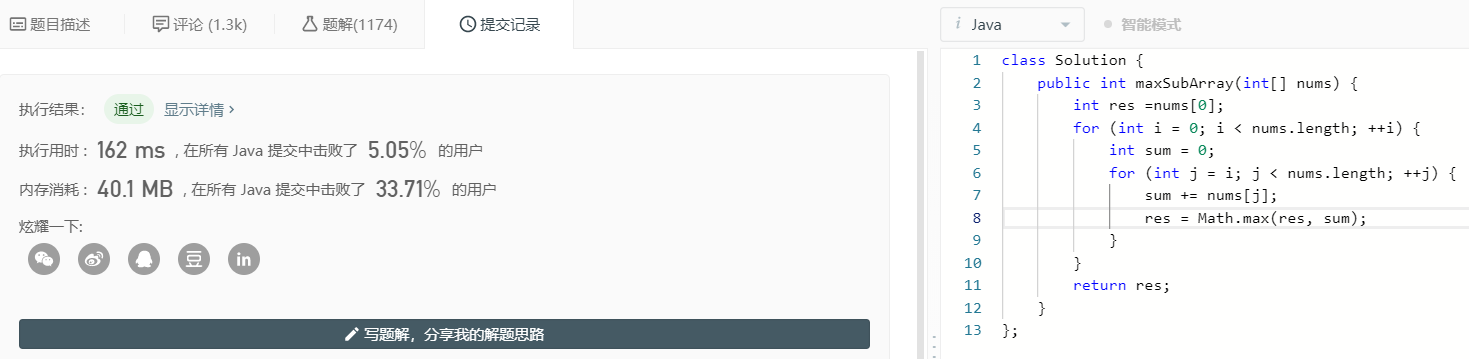 题目描述 评论 (1.3k) 题解(1174) 提交记录
执行结果： 通过 显示详情 ›
执行用时 : 162 ms , 在所有 Java 提交中击败了 5.05% 的用户
内存消耗 : 40.1 MB , 在所有 Java 提交中击败了 33.71% 的用户
炫耀一下:
豆 in
写题解，分享我的解题思路
i Java 智能模式
1 class Solution {
2 public int maxSubArray(int[] nums) {
3 int res =nums[0];
4 for (int i = 0; i < nums.length; ++i) {
5 int sum = 0;
6 for (int j = i; j < nums.length; ++j) {
7 sum += nums[j];
8 res = Math.max(res, sum);
9 }
10 }
11 return res;
12 }
13 };